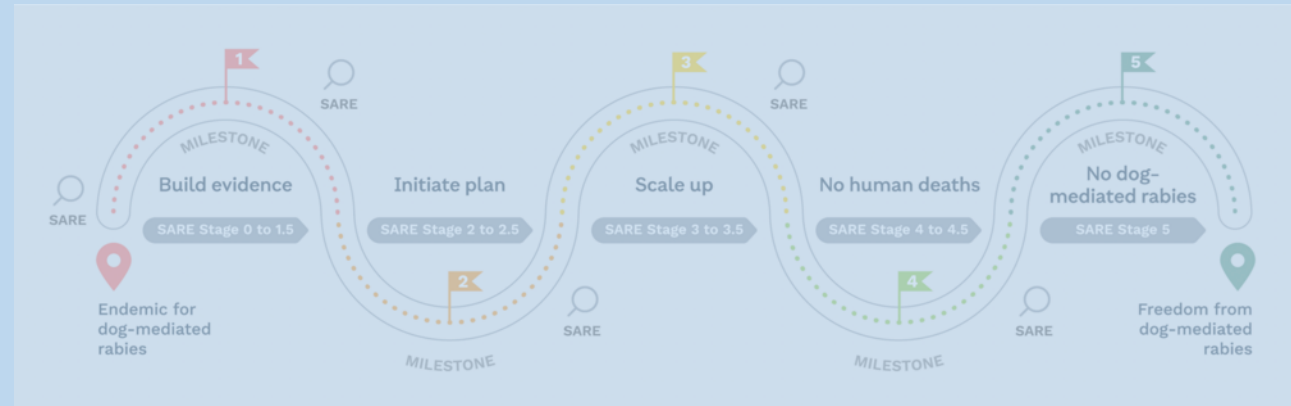 1
SARE
MILESTONE
Build evidence
SARE Stage 0 to 1.5
SARE
Endemic for
dog-mediated
rabies
Initiate plan
SARE Stage 2 to 2.5
2
SARE
MILESTONE
3
SARE
MILESTONE
Scale up
SARE Stage 3 to 3.5
No human deaths
SARE Stage 4 to 4.5
4
SARE
MILESTONE
5
MILESTONE
No dog-
mediated rabies
SARE Stage 5
Freedom from
dog-mediated
rabies